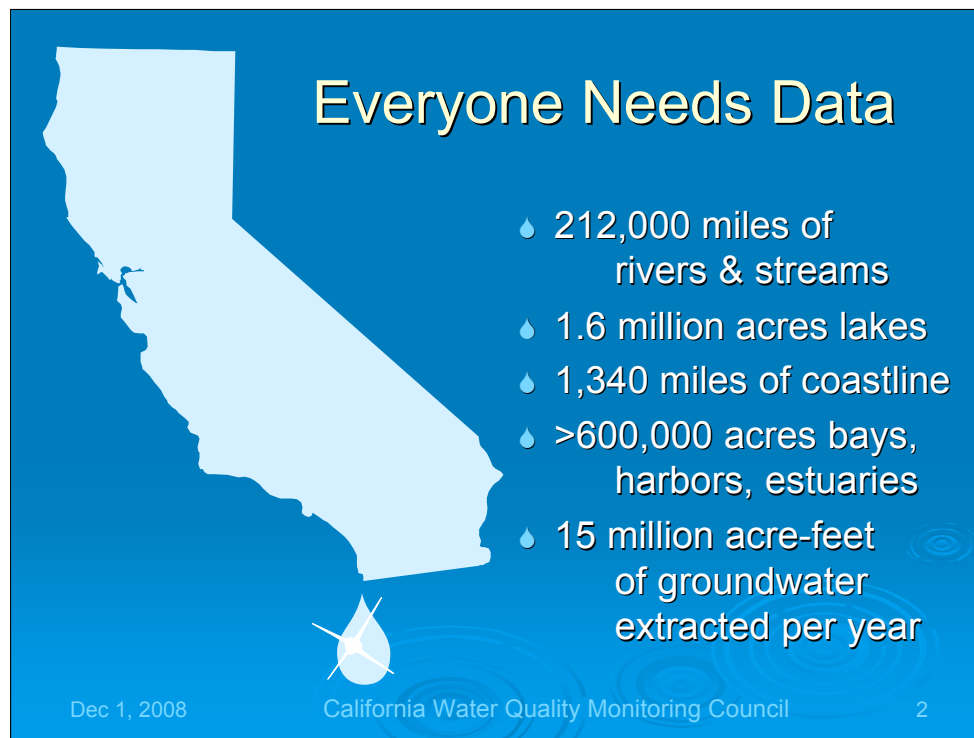 Everyone Needs Data
212,000 miles of
rivers & streams
1.6 million acres lakes
1,340 miles of coastline
>600,000 acres bays,
harbors, estuaries
15 million acre-feet
of groundwater
extracted per year
Dec 1, 2008
California Water Quality Monitoring Council
2